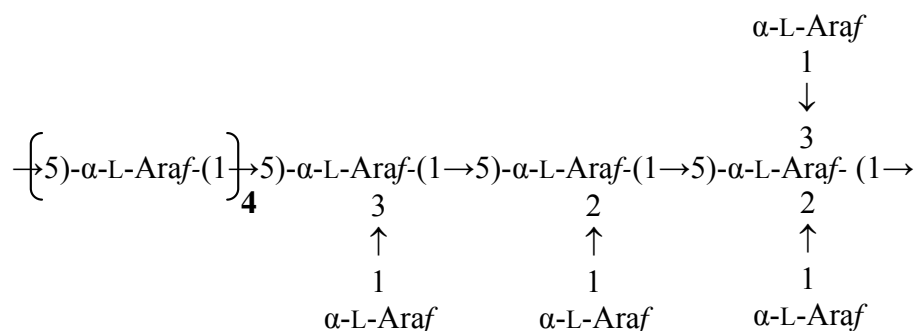 α-L-Araf
1
↓
3
→(5)-α-L-Araf-(1)→5)-α-L-Araf-(1→5)-α-L-Araf-(1→5)-α-L-Araf- (1→
4 3 2 2
↑ ↑ ↑
1 1 1
α-L-Araf α-L-Araf α-L-Araf